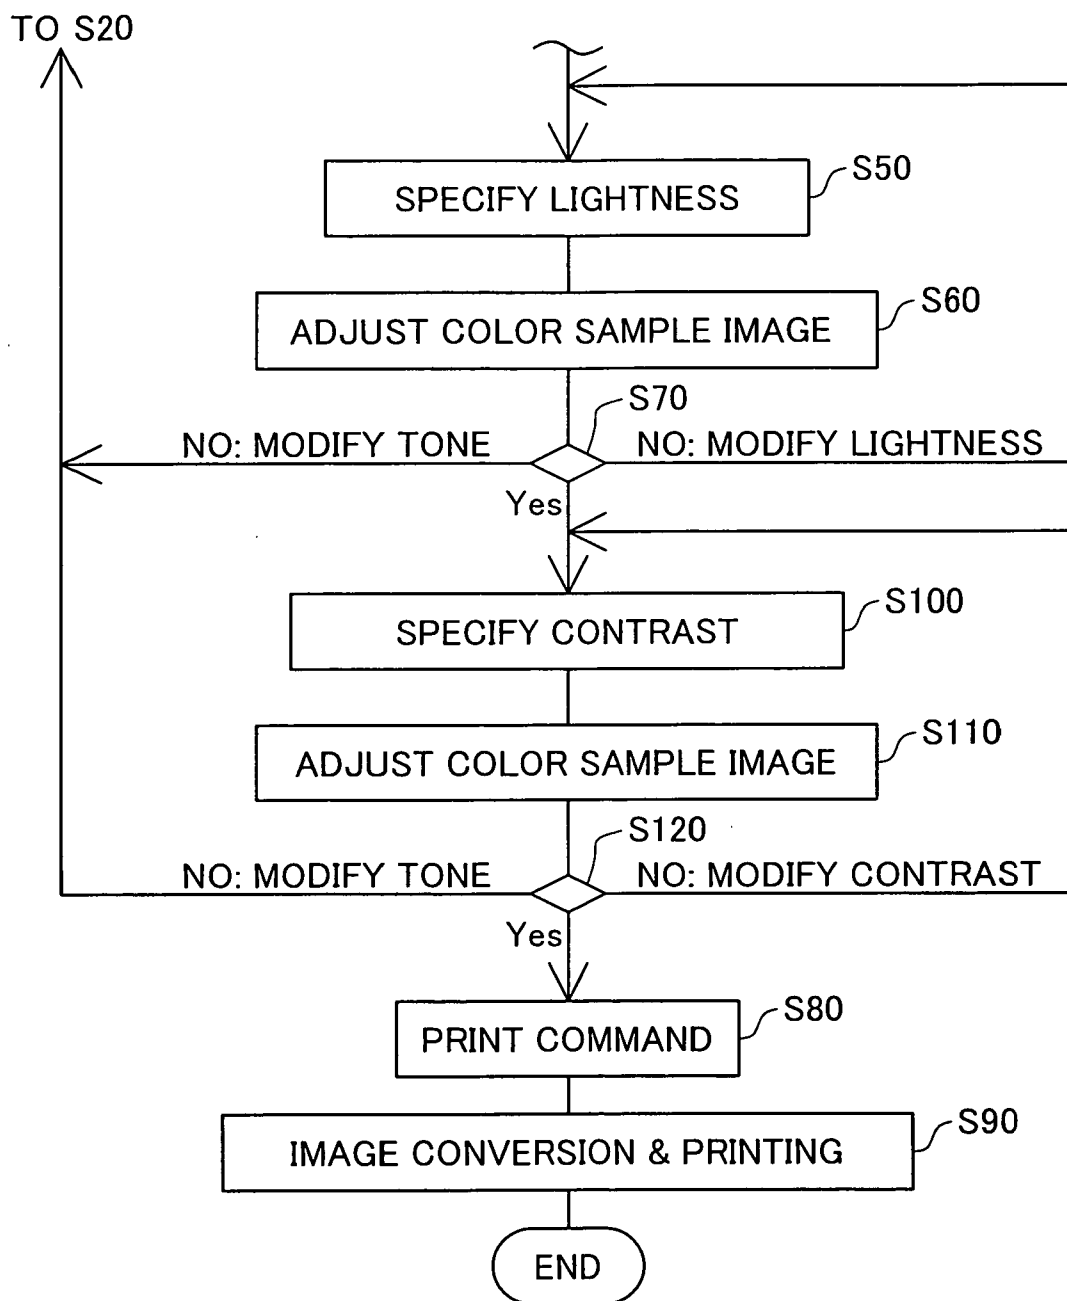 TO S20
S50
SPECIFY LIGHTNESS
S60
ADJUST COLOR SAMPLE IMAGE
S70
NO: MODIFY TONE
NO: MODIFY LIGHTNESS
Yes
S100
SPECIFY CONTRAST
S110
ADJUST COLOR SAMPLE IMAGE
S120
NO: MODIFY TONE
NO: MODIFY CONTRAST
Yes
S80
PRINT COMMAND
S90
IMAGE CONVERSION & PRINTING
END